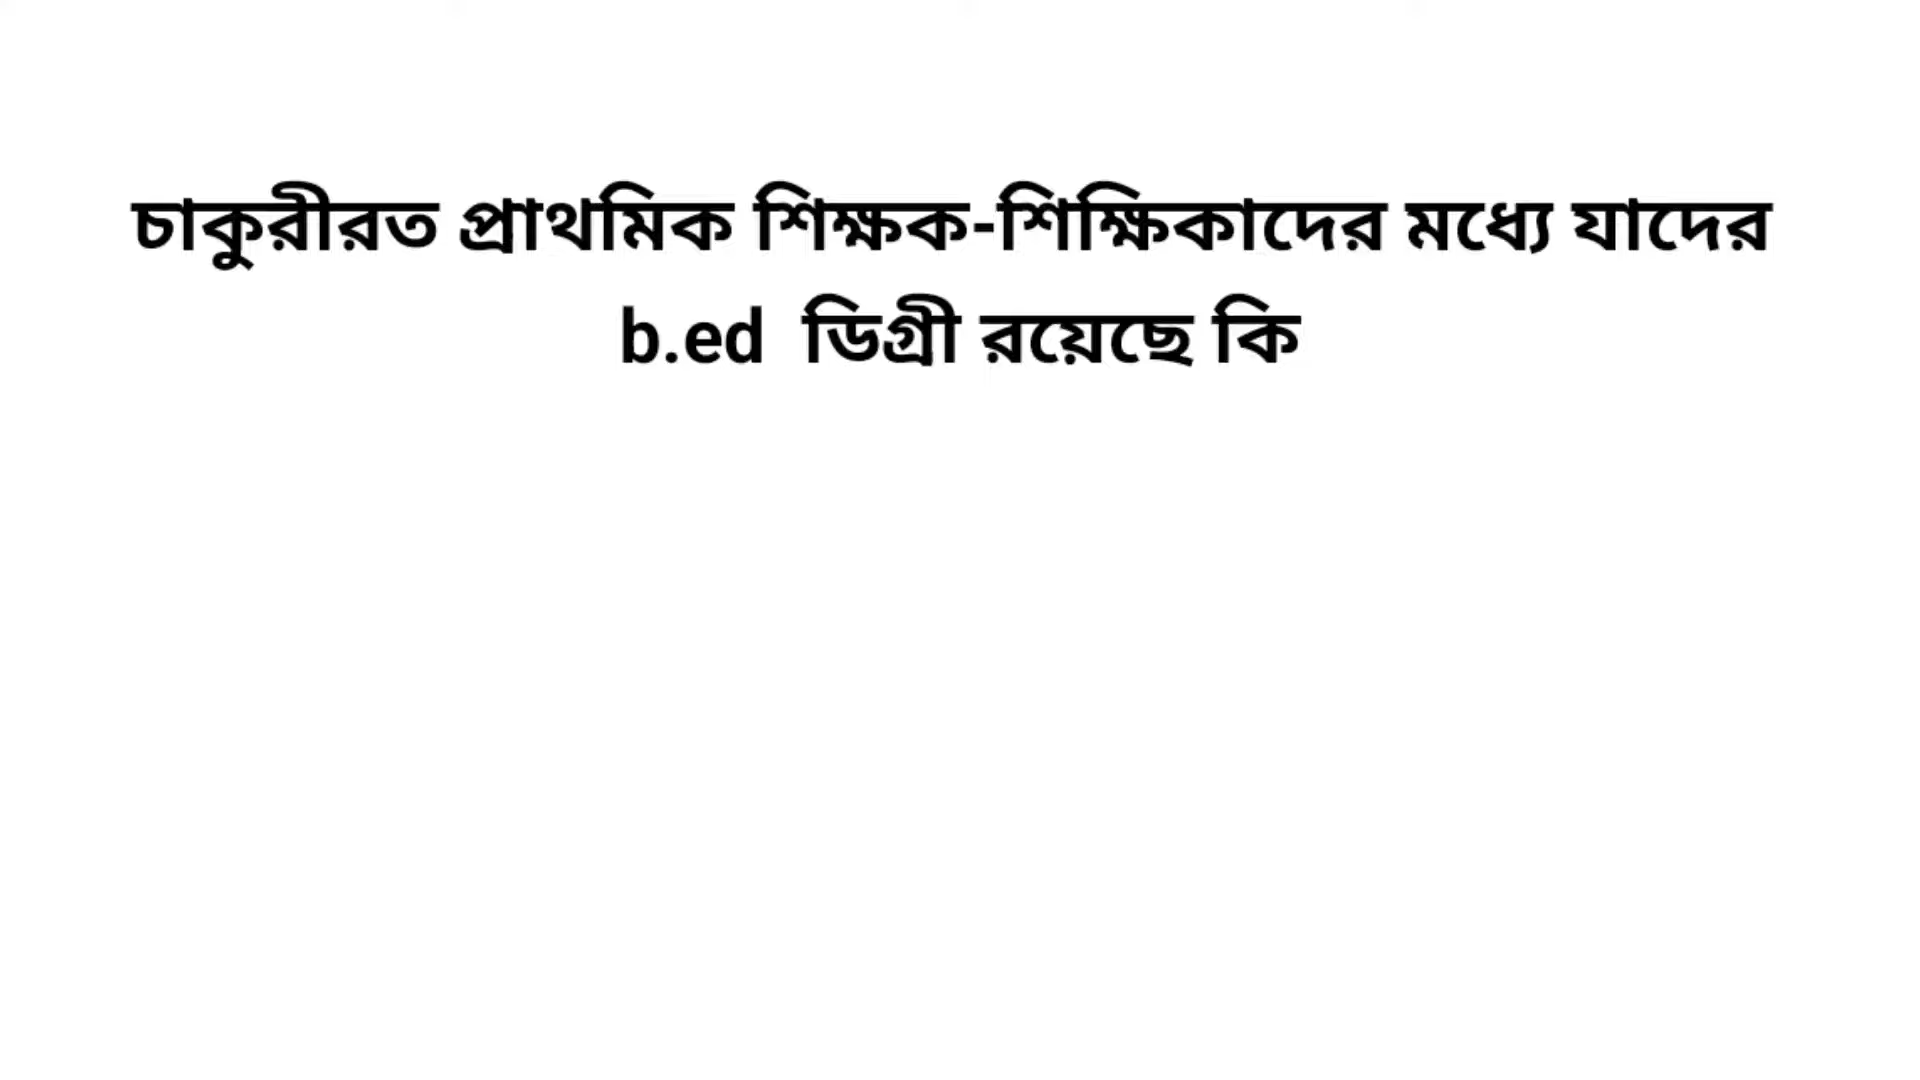 চাকুরীরত প্রাথমিক শিক্ষক-শিক্ষিকাদের মধ্যে যাদের
b.ed ডিগ্রী রয়েছে কি